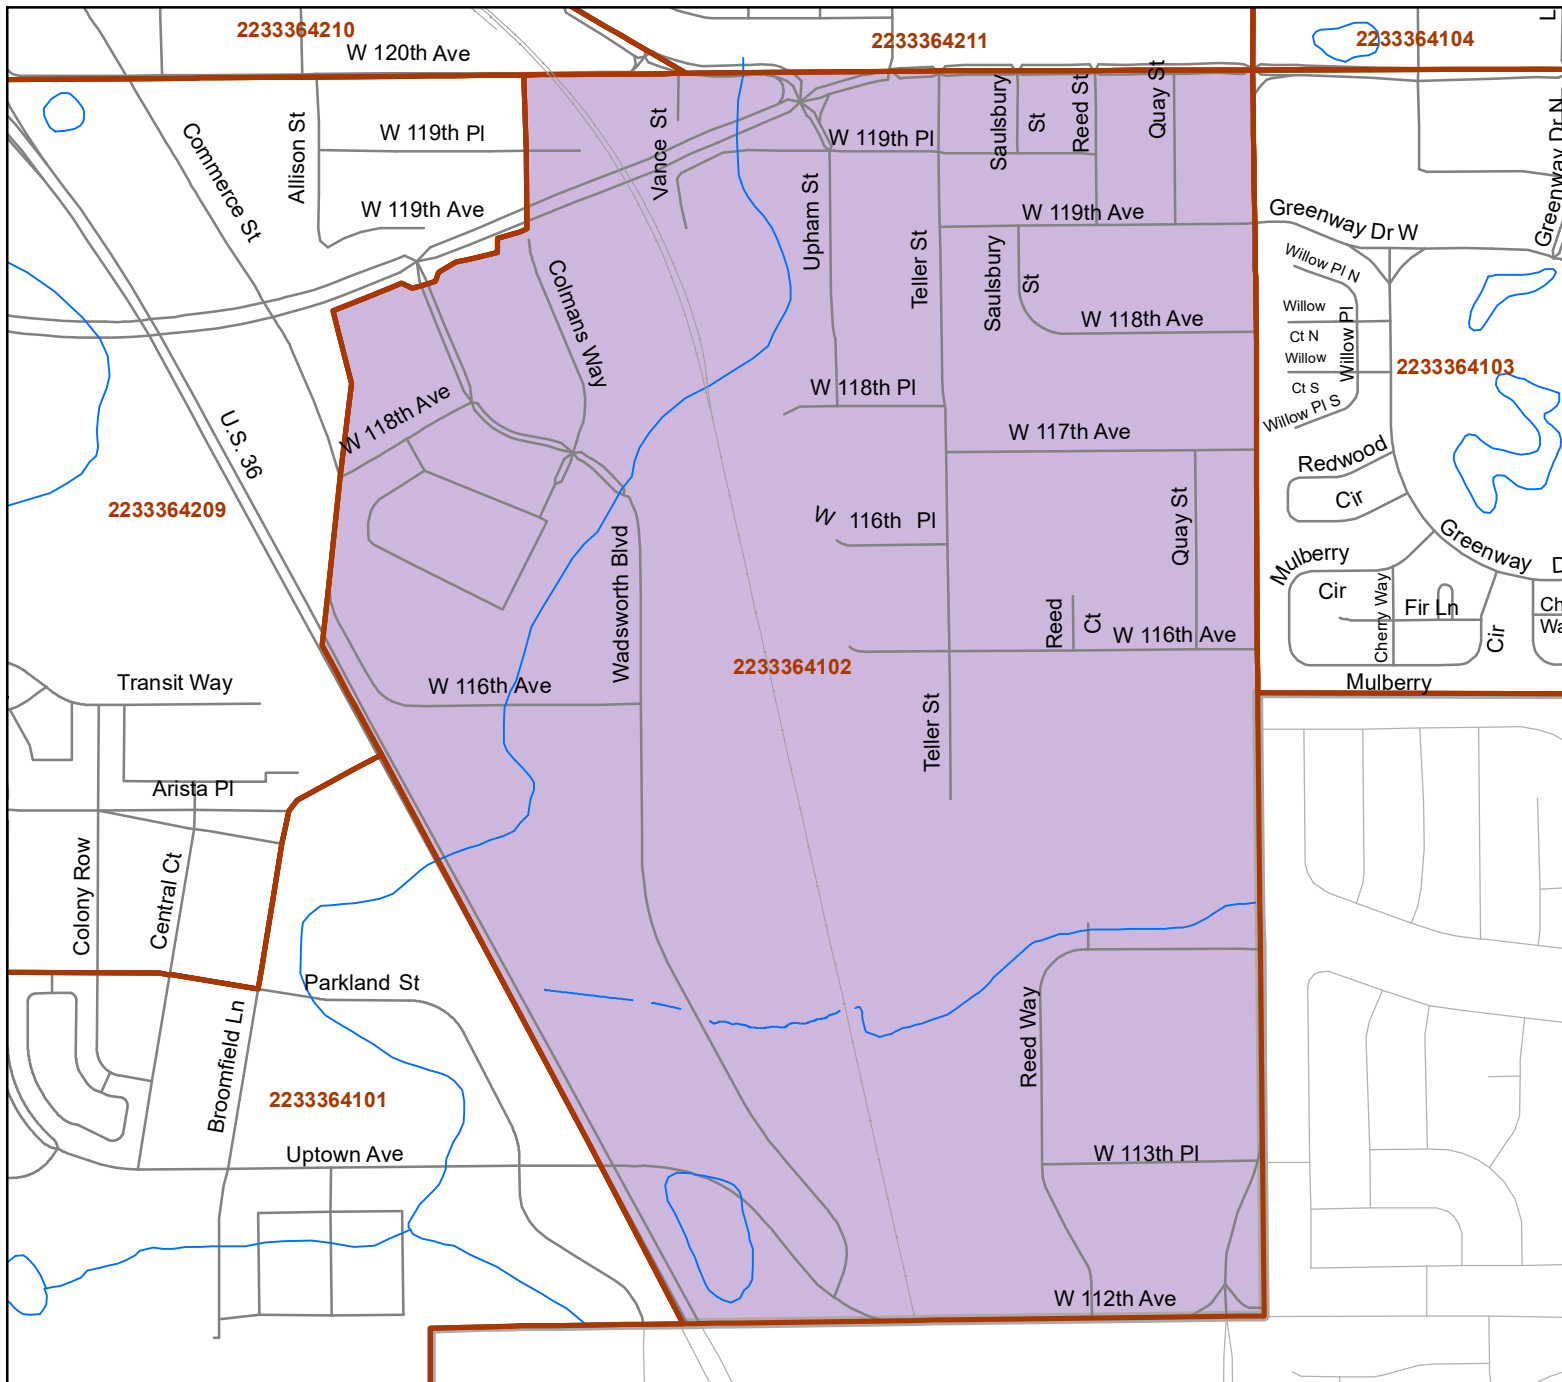 2233364210
2233364211
2233364104
L
W 120th Ave
Commerce St
Allison St
W 119th Pl
W 119th Ave
Vance St
W 119th Pl
Upham St
Saulsbury
St
Reed St
Quay St
W 119th Ave
Teller St
Saulsbury
St
W 118th Ave
Greenway Dr W
Greenway Dr N
Willow Pl N
Willow
Ct N
Willow
Ct S
Willow Pl
Willow Pl S
2233364103
Colmans Way
W 118th Ave
U.S. 36
W 118th Pl
W 117th Ave
Redwood
Cir
2233364209
W 116th Pl
Quay St
Wadsworth Blvd
Greenway D
Mulberry
Cir
Cherry Way
Fir Ln
Cir
Ch
Wa
Mulberry
Reed
Ct
W 116th Ave
2233364102
Transit Way
W 116th Ave
Teller St
Arista Pl
Colony Row
Central Ct
Parkland St
Broomfield Ln
Reed Way
2233364101
Uptown Ave
W 113th Pl
W 112th Ave